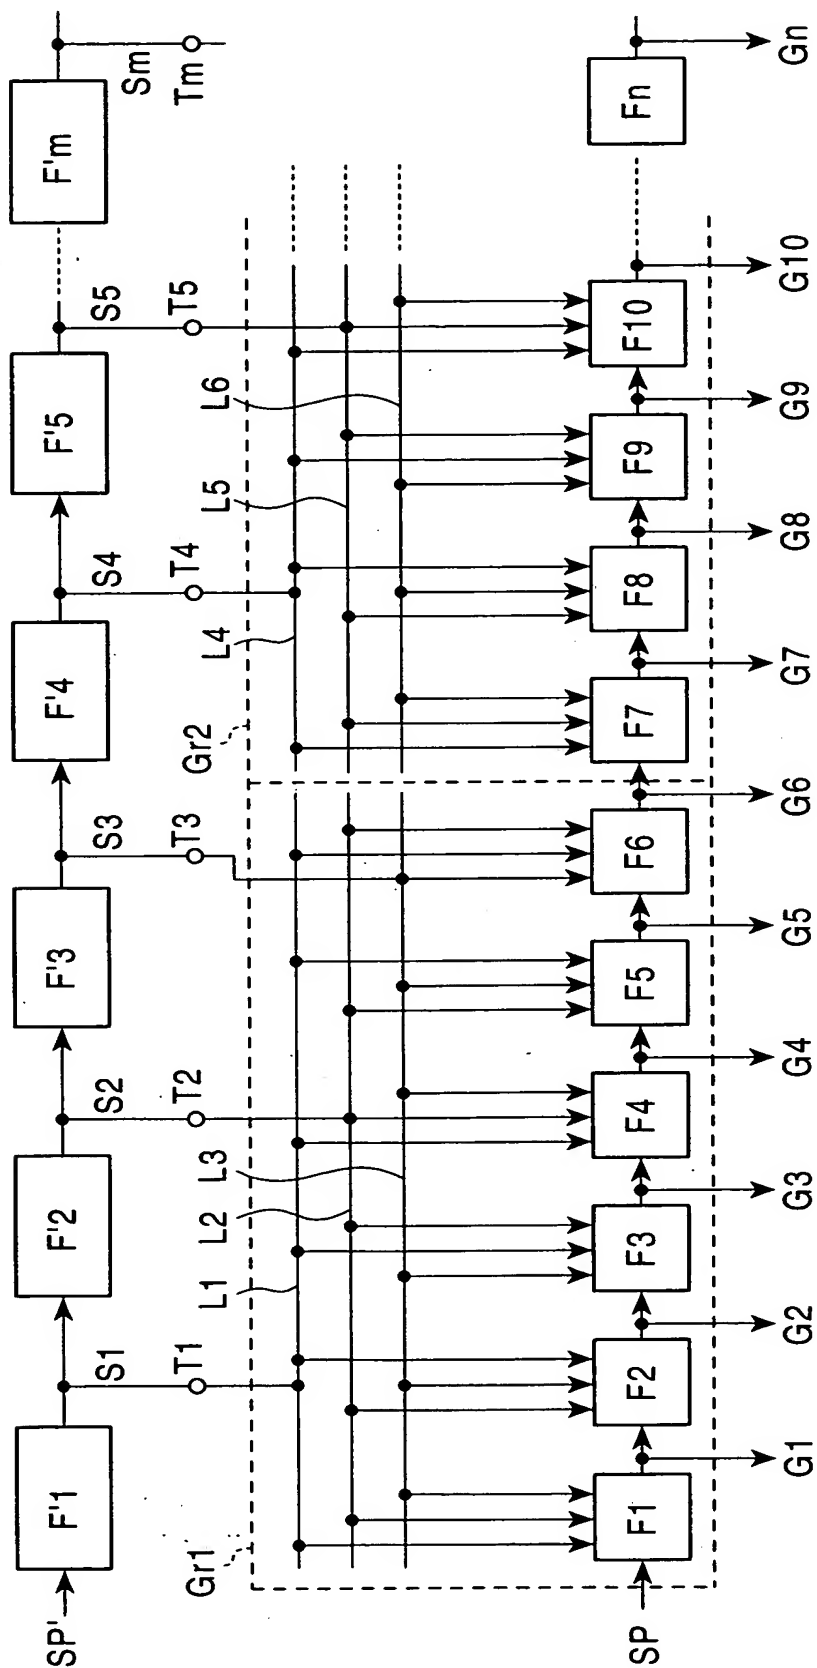 SP' F'1 F'2 F'3 F'4 F'5 F'm
S1 S2 S3 S4 S5 Sm
T1 T2 T3 T4 T5 Tm
Gr1 L1 L2 L3 Gr2 L4 L5 L6
SP F1 F2 F3 F4 F5 F6 F7 F8 F9 F10 Fn
G1 G2 G3 G4 G5 G6 G7 G8 G9 G10 Gn